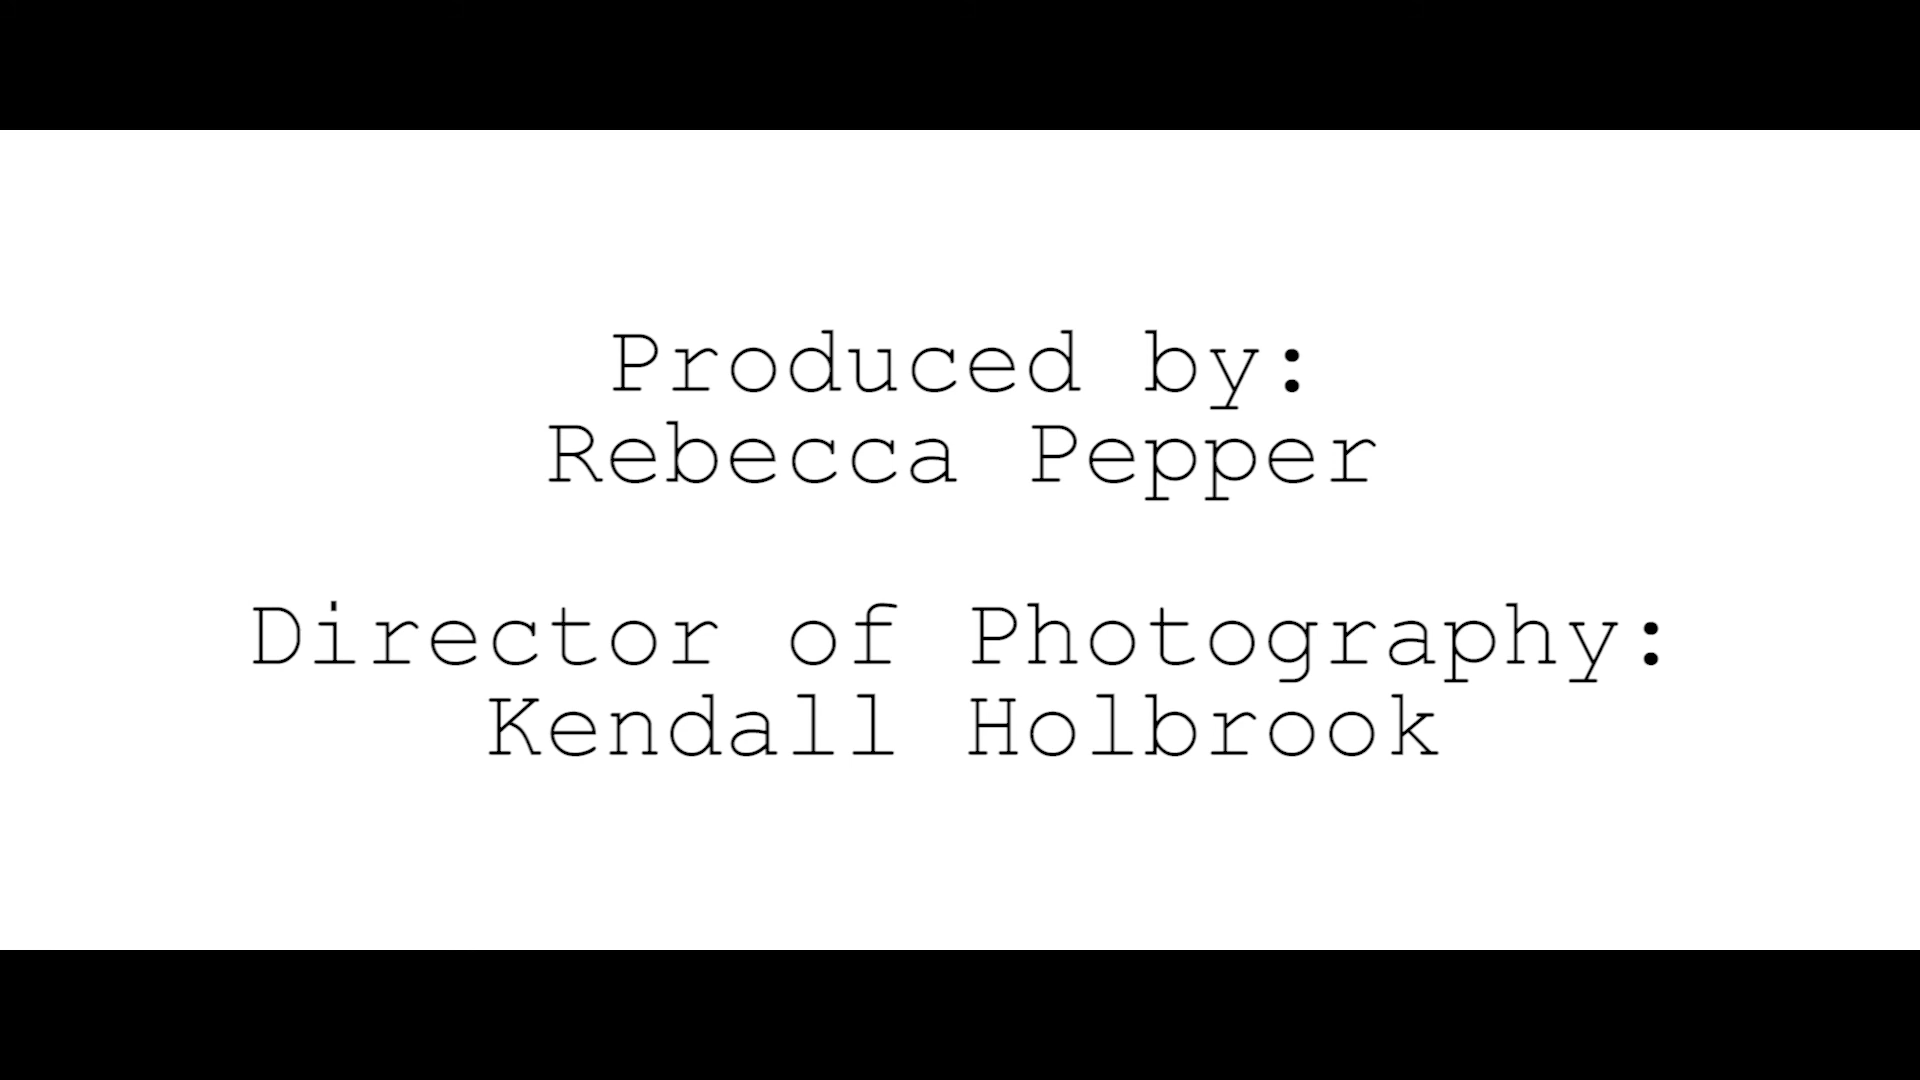 Produced by:
Rebecca Pepper
Director of Photography:
Kendall Holbrook